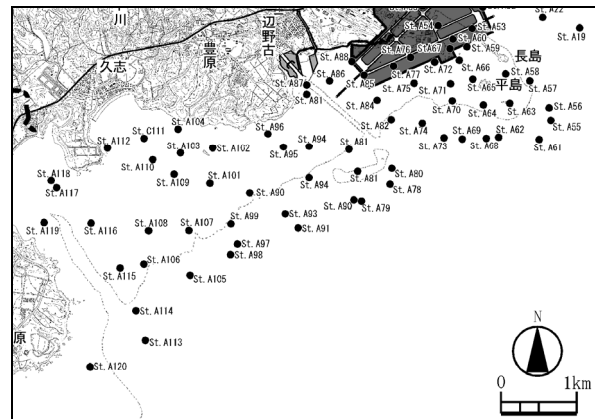 St. A22
St. A19
St. A54
St. A53
St. A60
St. A59
St. A76
St. A67
St. A88
長島
辺野古
豊原
川
久志
St. A72
St. A66
St. A58
St. A77
St. A87
St. A86
St. A85
St. A75
St. A71
St. A65
平島
St. A57
St. A81
St. A84
St. A70
St. A64
St. A63
St. A56
St. A82
St. A74
St. A55
St. A104
St. A96
St. A73
St. A69
St. A68
St. A62
St. A61
St. A112
St. C111
St. A103
St. A102
St. A95
St. A94
St. A81
St. A110
St. A118
St. A117
St. A109
St. A101
St. A94
St. A81
St. A80
St. A78
St. A90
St. A90
St. A79
St. A119
St. A116
St. A108
St. A107
St. A99
St. A93
St. A91
St. A97
St. A98
St. A115
St. A106
St. A105
St. A114
St. A113
原
St. A120
N
0 1km